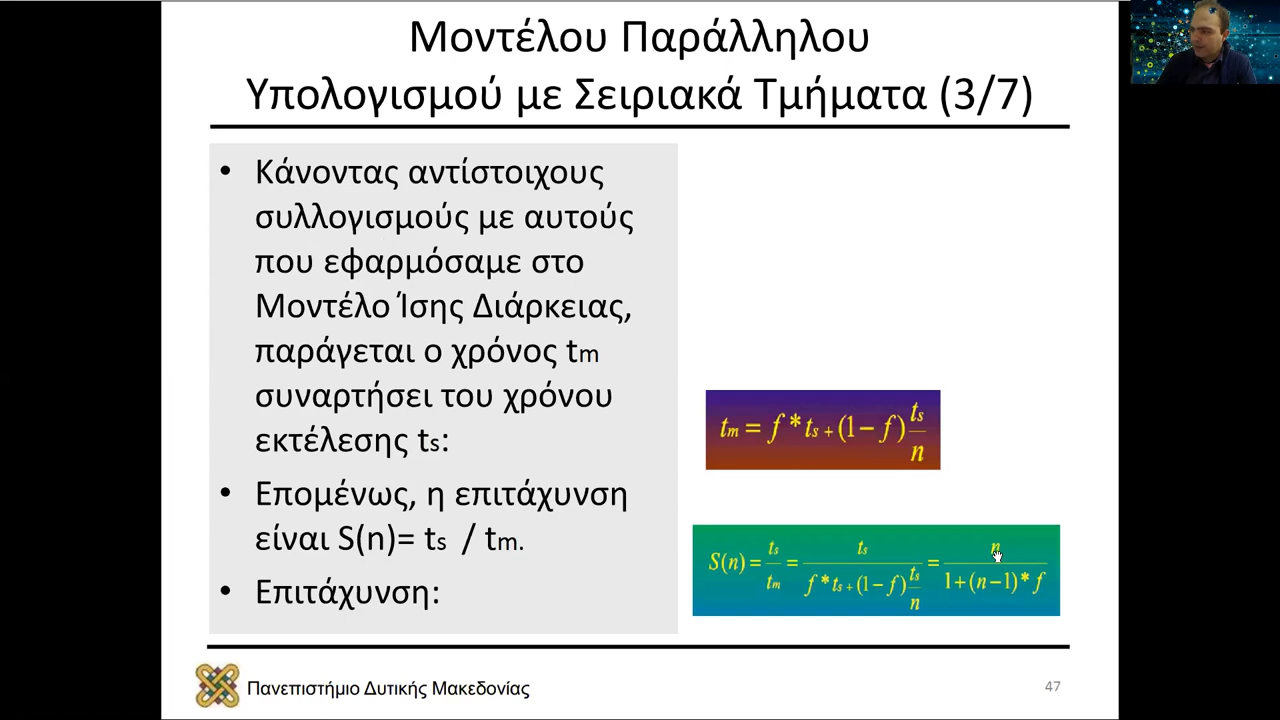 Μοντέλου Παράλληλου
Υπολογισμού με Σειριακά Τμήματα (3/7)
• Κάνοντας αντίστοιχους
συλλογισμούς με αυτούς
που εφαρμόσαμε στο
Μοντέλο Ίσης Διάρκειας,
παράγεται ο χρόνος tm
συναρτήσει του χρόνου
εκτέλεσης ts:
• Επομένως, η επιτάχυνση
είναι S(n)= ts / tm.
• Επιτάχυνση:
tm = f * ts + (1 − f) ts/n
S(n) = ts/tm = ts / (f * ts + (1 − f) ts/n) = n / (1 + (n − 1) * f)
Πανεπιστήμιο Δυτικής Μακεδονίας
47